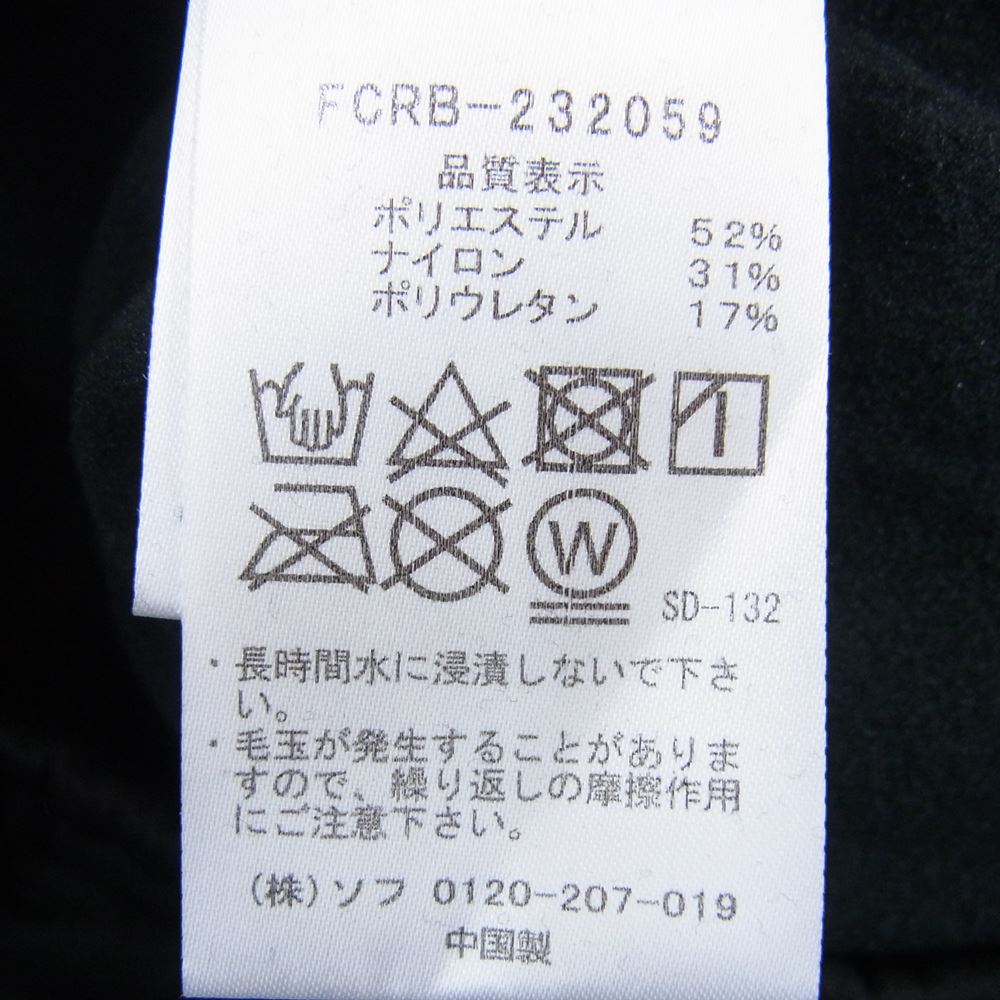 FCRB-232059
品質表示
ポリエステル 52%
ナイロン 31%
ポリウレタン 17%
W
SD-132
・長時間水に浸漬しないで下さ
い。
・毛玉が発生することがありま
すので、繰り返しの摩擦作用
にご注意下さい。
(株)ソフ 0120-207-019
中国製